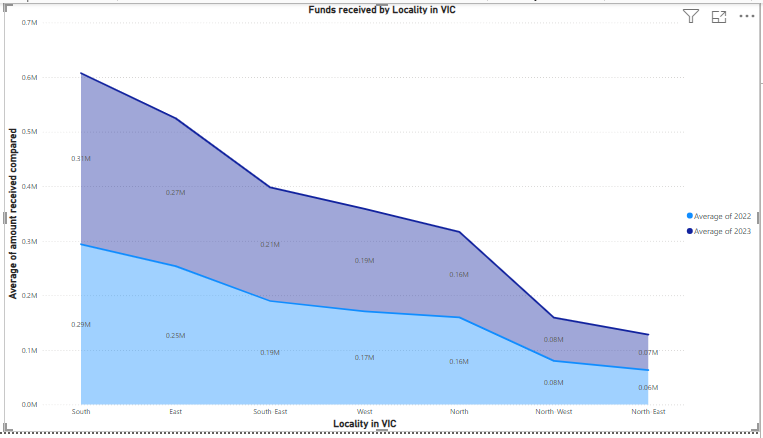 Funds received by Locality in VIC
0.7M
0.6M
0.5M
0.4M
0.3M
0.2M
0.1M
0.0M
Average of amount received compared
0.31M
0.27M
0.21M
0.19M
0.16M
0.08M
0.07M
0.29M
0.25M
0.19M
0.17M
0.16M
0.08M
0.06M
Average of 2022
Average of 2023
South
East
South-East
West
North
North-West
North-East
Locality in VIC